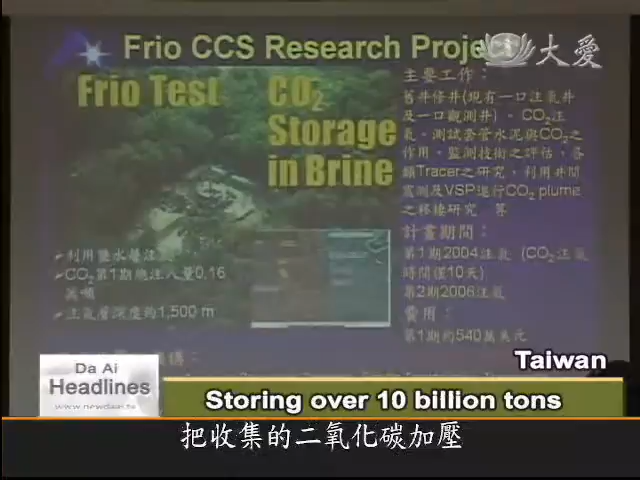 Frio CCS Research Project
大愛
Frio Test
CO2
Storage
in Brine
主要工作：
舊井修井(現有一口注氣井
及一口觀測井)。CO2注
氣。測試套管水泥與CO2之
作用。監測技術之評估。各
類Tracer之研究。利用井間
震測及VSP進行CO2 plume
之移棲研究 等
計畫期間：
第1期2004注氣 (CO2注氣
時間僅10天)
第2期2006注氣
費用：
第1期約540萬美元
利用鹽水層注
CO2第1期總注入量0.16
萬噸
注氣層深度約1,500 m
Taiwan
Da Ai
Headlines
www.newdaai.tv
Storing over 10 billion tons
把收集的二氧化碳加壓